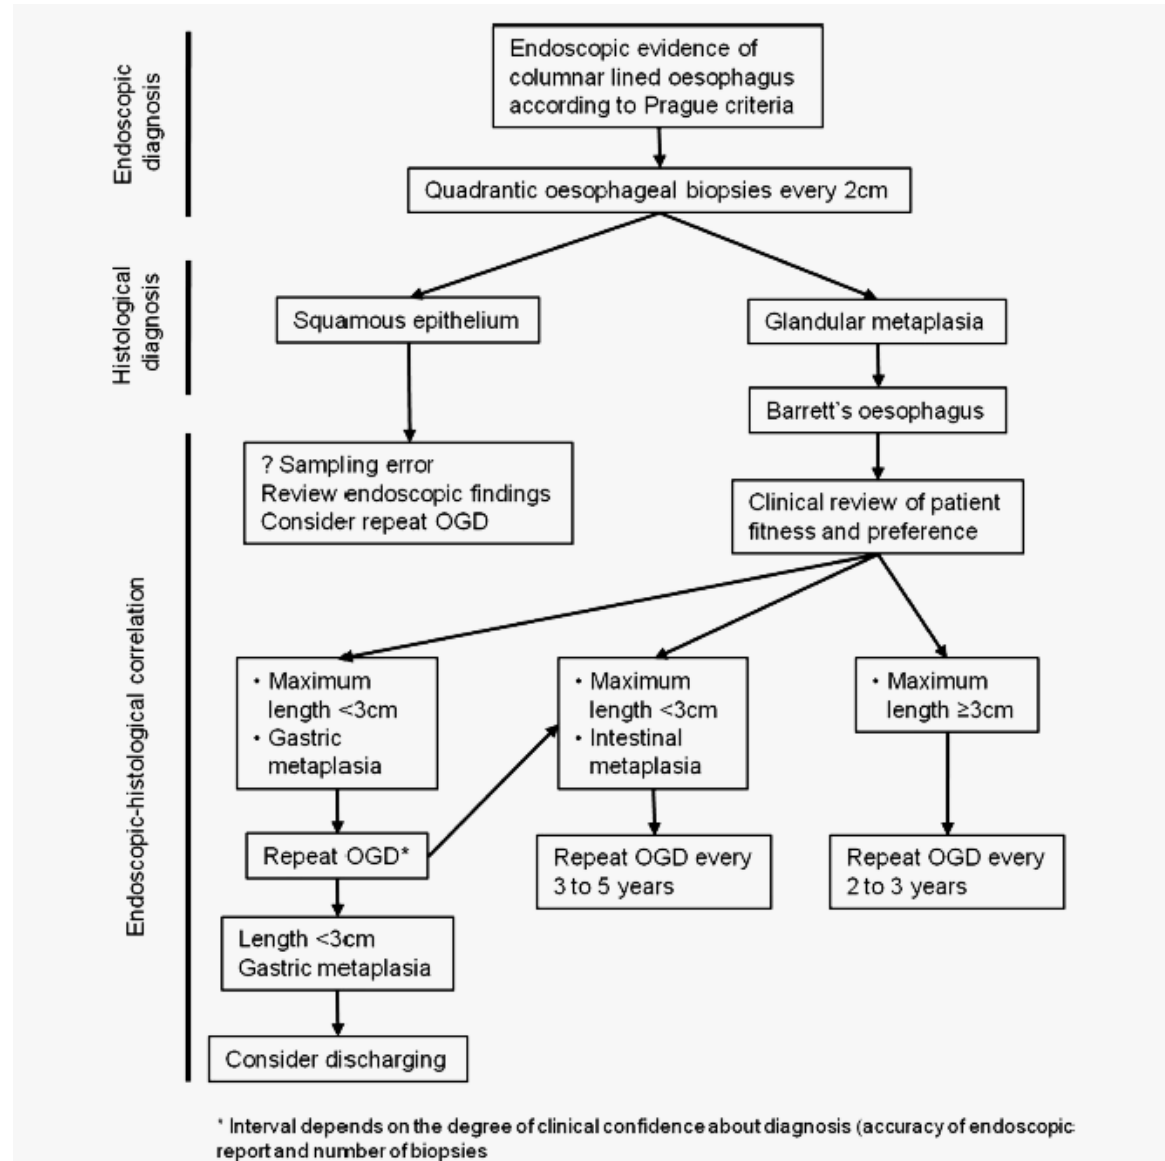 Endoscopic
diagnosis
Endoscopic evidence of
columnar lined oesophagus
according to Prague criteria
Quadrantic oesophageal biopsies every 2cm
Histological
diagnosis
Squamous epithelium
Glandular metaplasia
Barrett's oesophagus
Endoscopic-histological correlation
? Sampling error
Review endoscopic findings
Consider repeat OGD
Clinical review of patient
fitness and preference
• Maximum
length <3cm
• Gastric
metaplasia
• Maximum
length <3cm
• Intestinal
metaplasia
• Maximum
length ≥3cm
Repeat OGD*
Repeat OGD every
3 to 5 years
Repeat OGD every
2 to 3 years
Length <3cm
Gastric metaplasia
Consider discharging
* Interval depends on the degree of clinical confidence about diagnosis (accuracy of endoscopic
report and number of biopsies